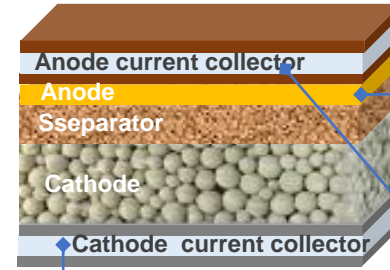 Anode current collector
Anode
Sseparator
Cathode
Cathode current collector